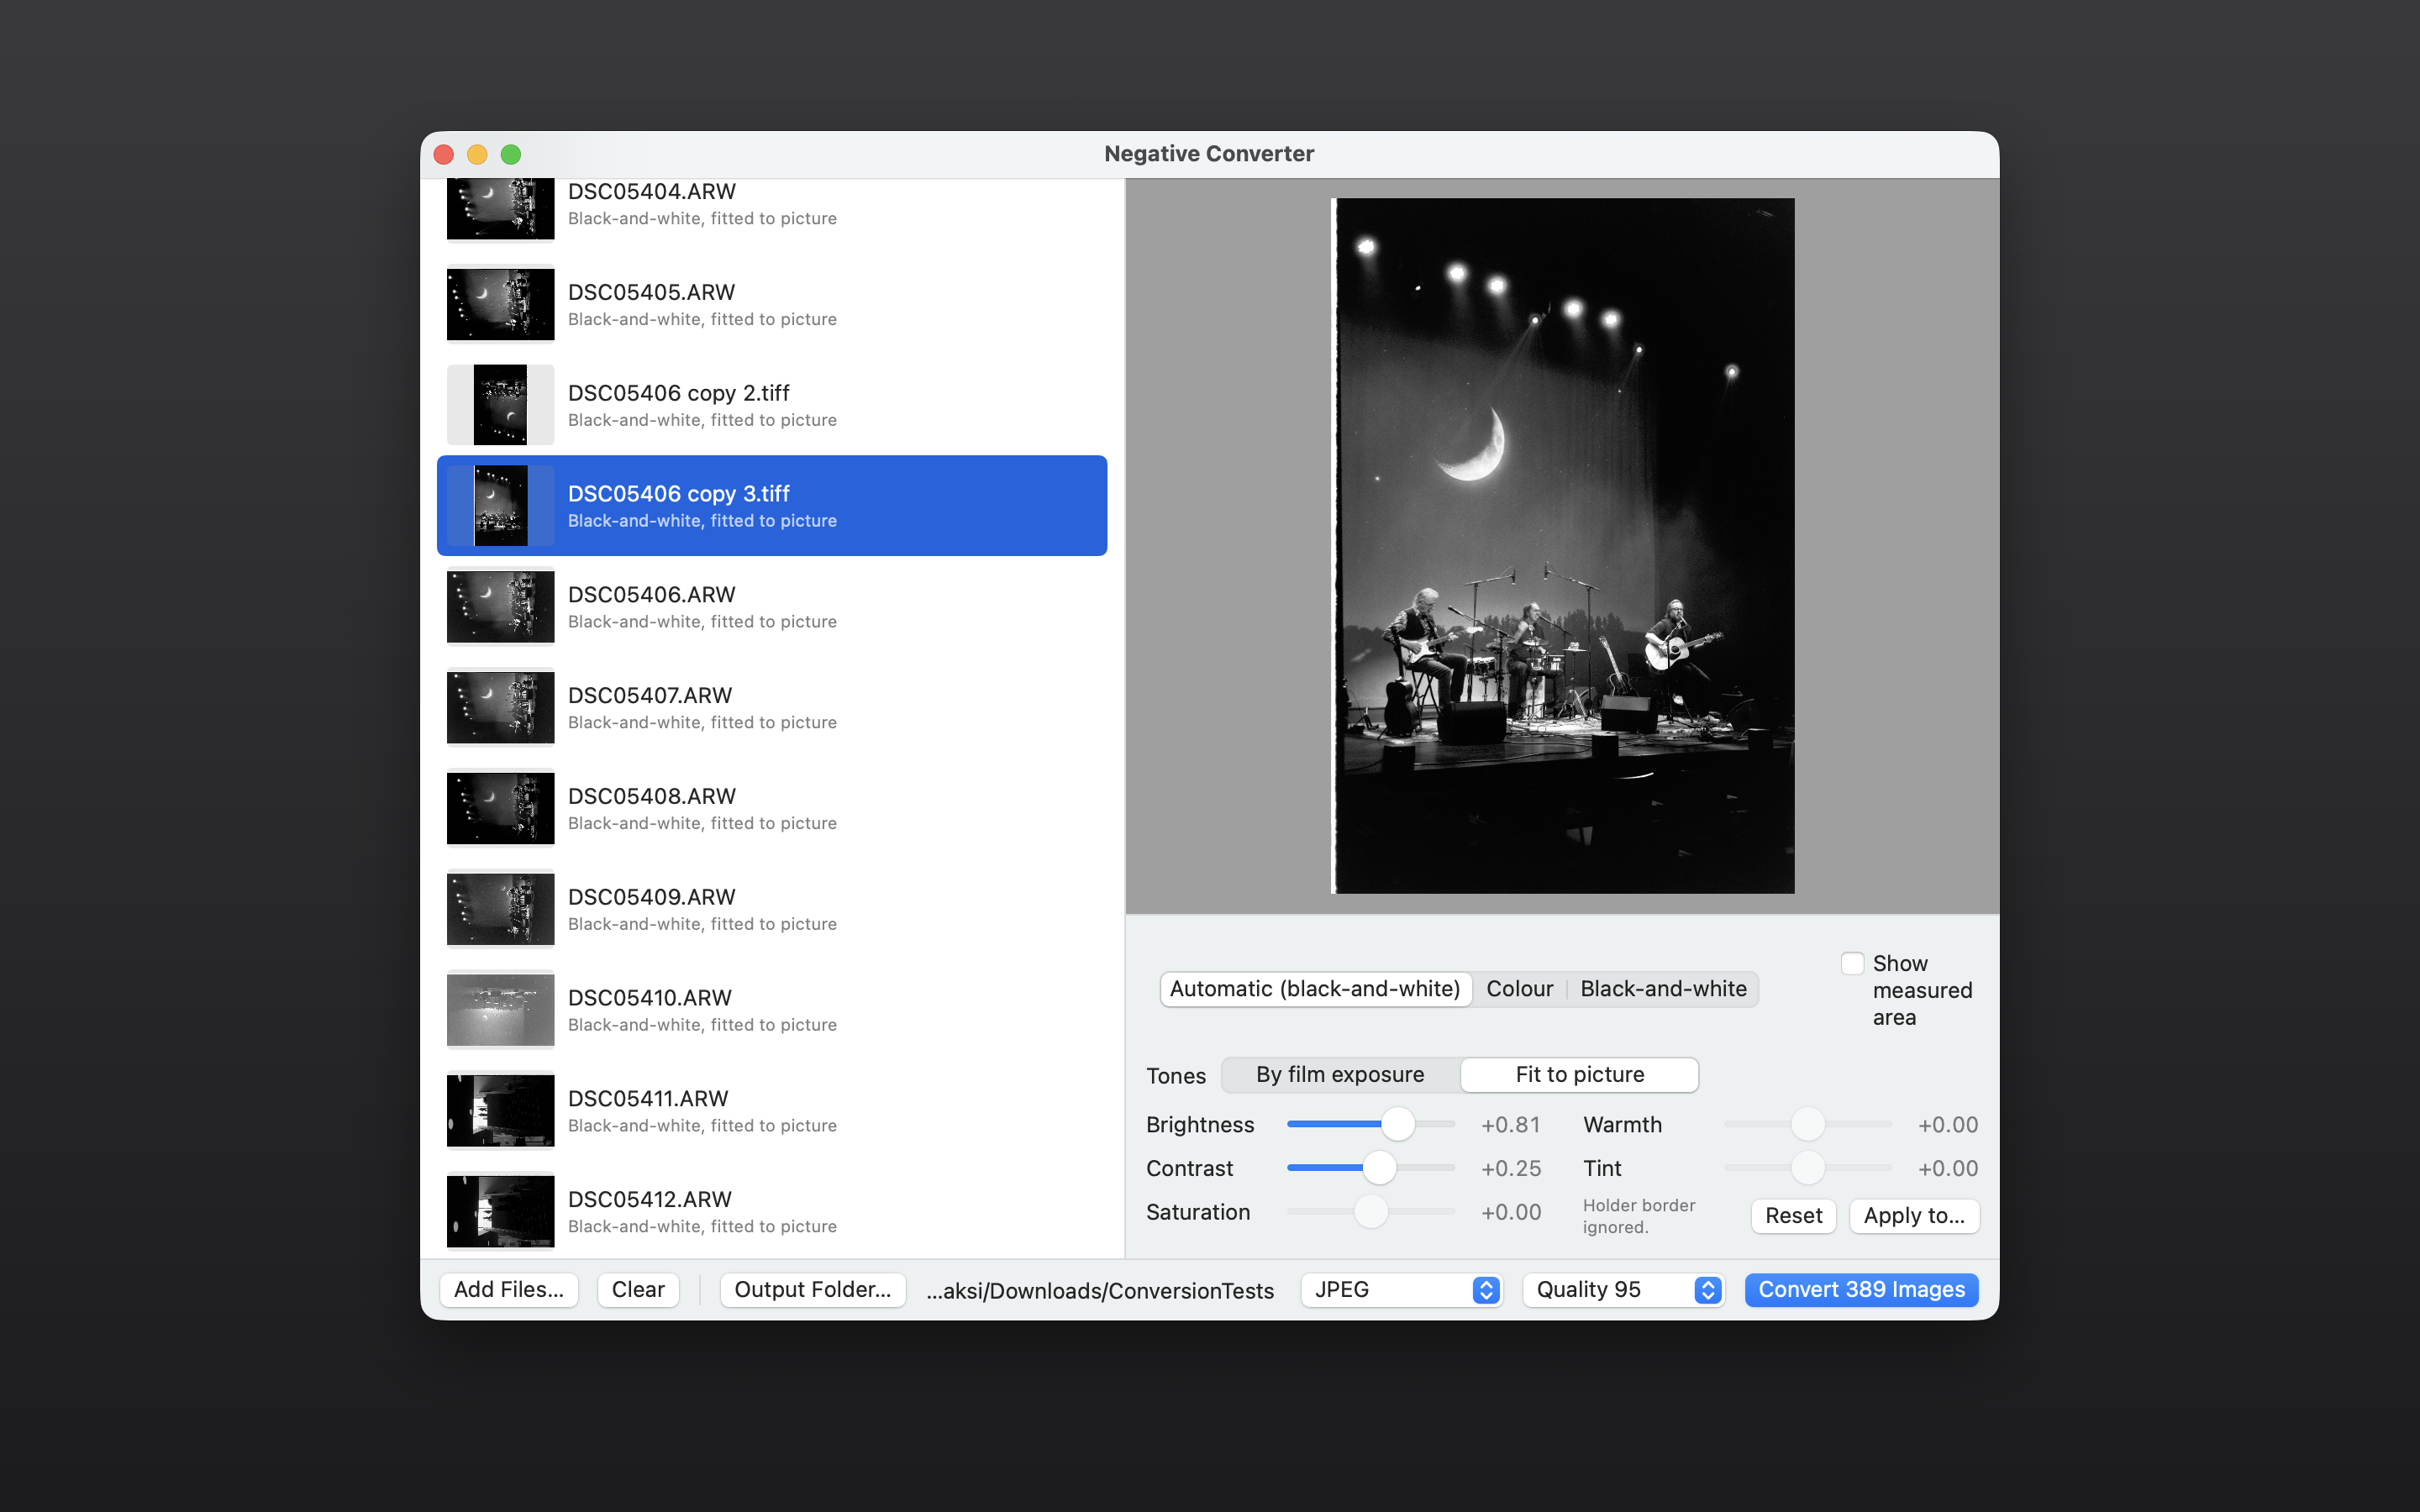 Negative Converter
DSC05404.ARW
Black-and-white, fitted to picture
DSC05405.ARW
Black-and-white, fitted to picture
DSC05406 copy 2.tiff
Black-and-white, fitted to picture
DSC05406 copy 3.tiff
Black-and-white, fitted to picture
DSC05406.ARW
Black-and-white, fitted to picture
DSC05407.ARW
Black-and-white, fitted to picture
DSC05408.ARW
Black-and-white, fitted to picture
DSC05409.ARW
Black-and-white, fitted to picture
DSC05410.ARW
Black-and-white, fitted to picture
DSC05411.ARW
Black-and-white, fitted to picture
DSC05412.ARW
Black-and-white, fitted to picture
Automatic (black-and-white) Colour Black-and-white
Show
measured
area
Tones By film exposure Fit to picture
Brightness +0.81 Warmth +0.00
Contrast +0.25 Tint +0.00
Saturation +0.00
Holder border
ignored.
Reset Apply to...
Add Files... Clear Output Folder... ...aksi/Downloads/ConversionTests JPEG Quality 95 Convert 389 Images